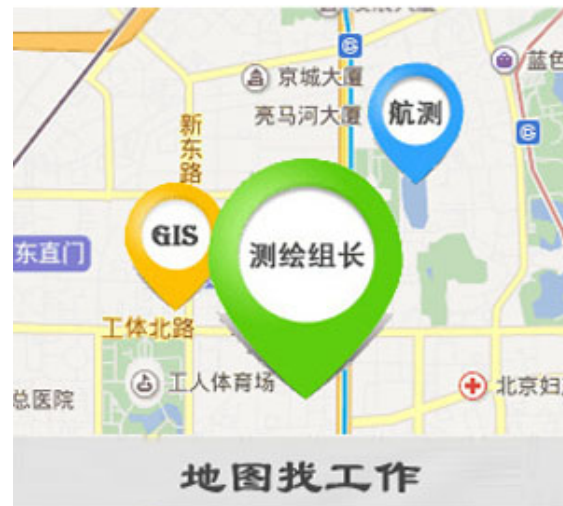 京城大厦
蓝色
亮马河大厦
航测
新东路
GIS
测绘组长
东直门
工体北路
工人体育场
总医院
北京妇
地图找工作